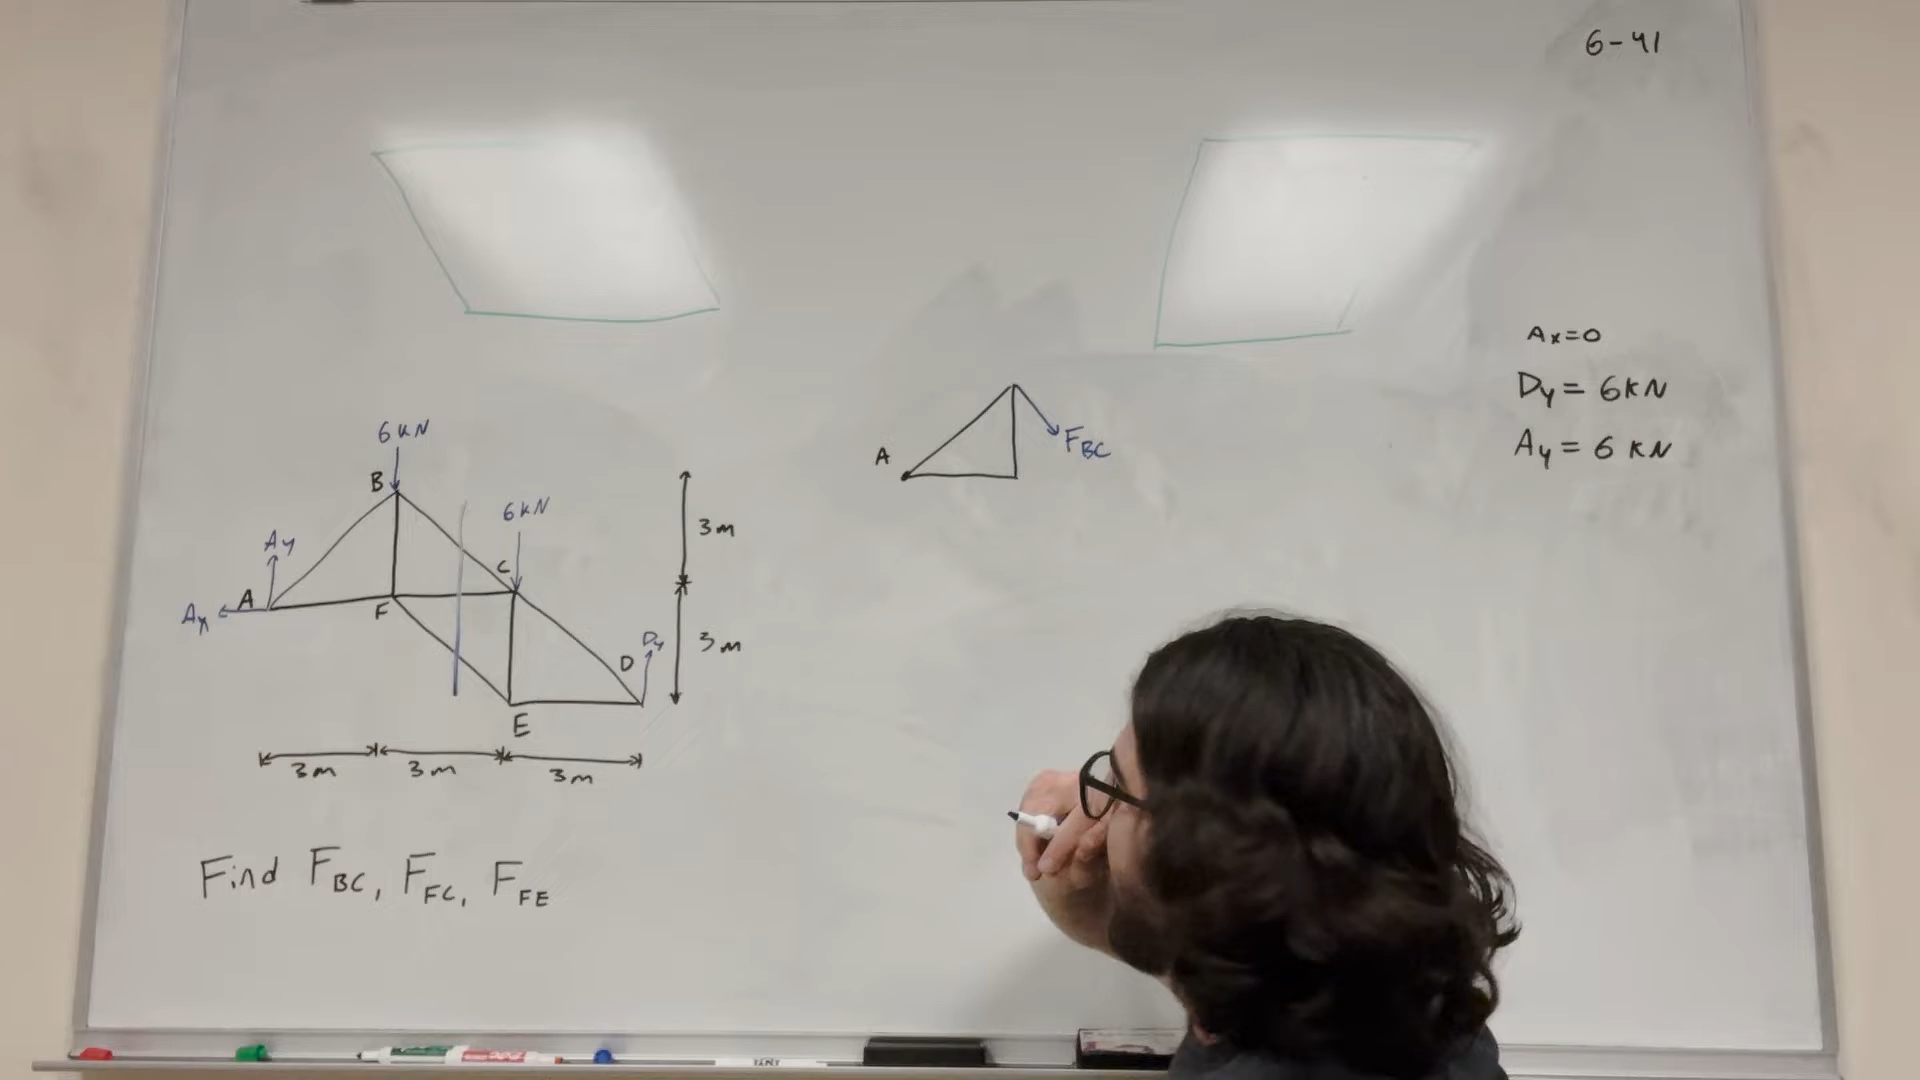 6-41
Ax=0
Dy = 6kN
Ay = 6 kN
6 kN
B
6 kN
Ay
A
Ax
F
C
D
Dy
E
3m
3m
3m
3m
3m
A
FBC
Find FBC, FFC, FFE